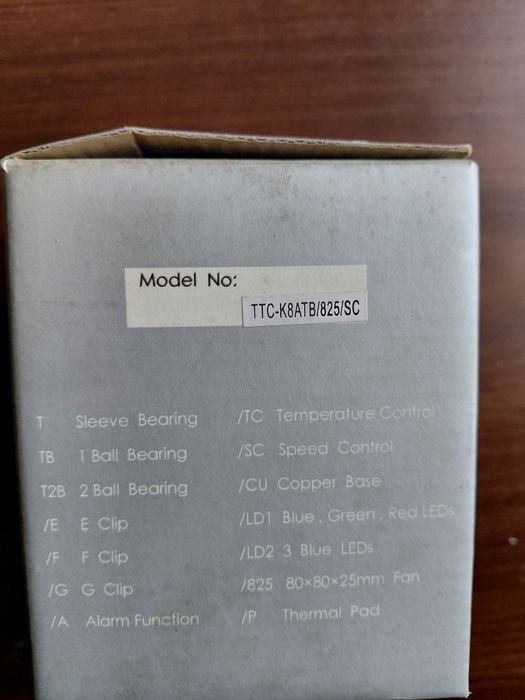 Model No:
TTC-K8ATB/825/SC
T Sleeve Bearing
TB 1 Ball Bearing
T2B 2 Ball Bearing
/E E Clip
/F F Clip
/G G Clip
/A Alarm Function
/TC Temperature Control
/SC Speed Control
/CU Copper Base
/LD1 Blue , Green , Red LEDs
/LD2 3 Blue LEDs
/825 80×80×25mm Fan
/P Thermal Pad